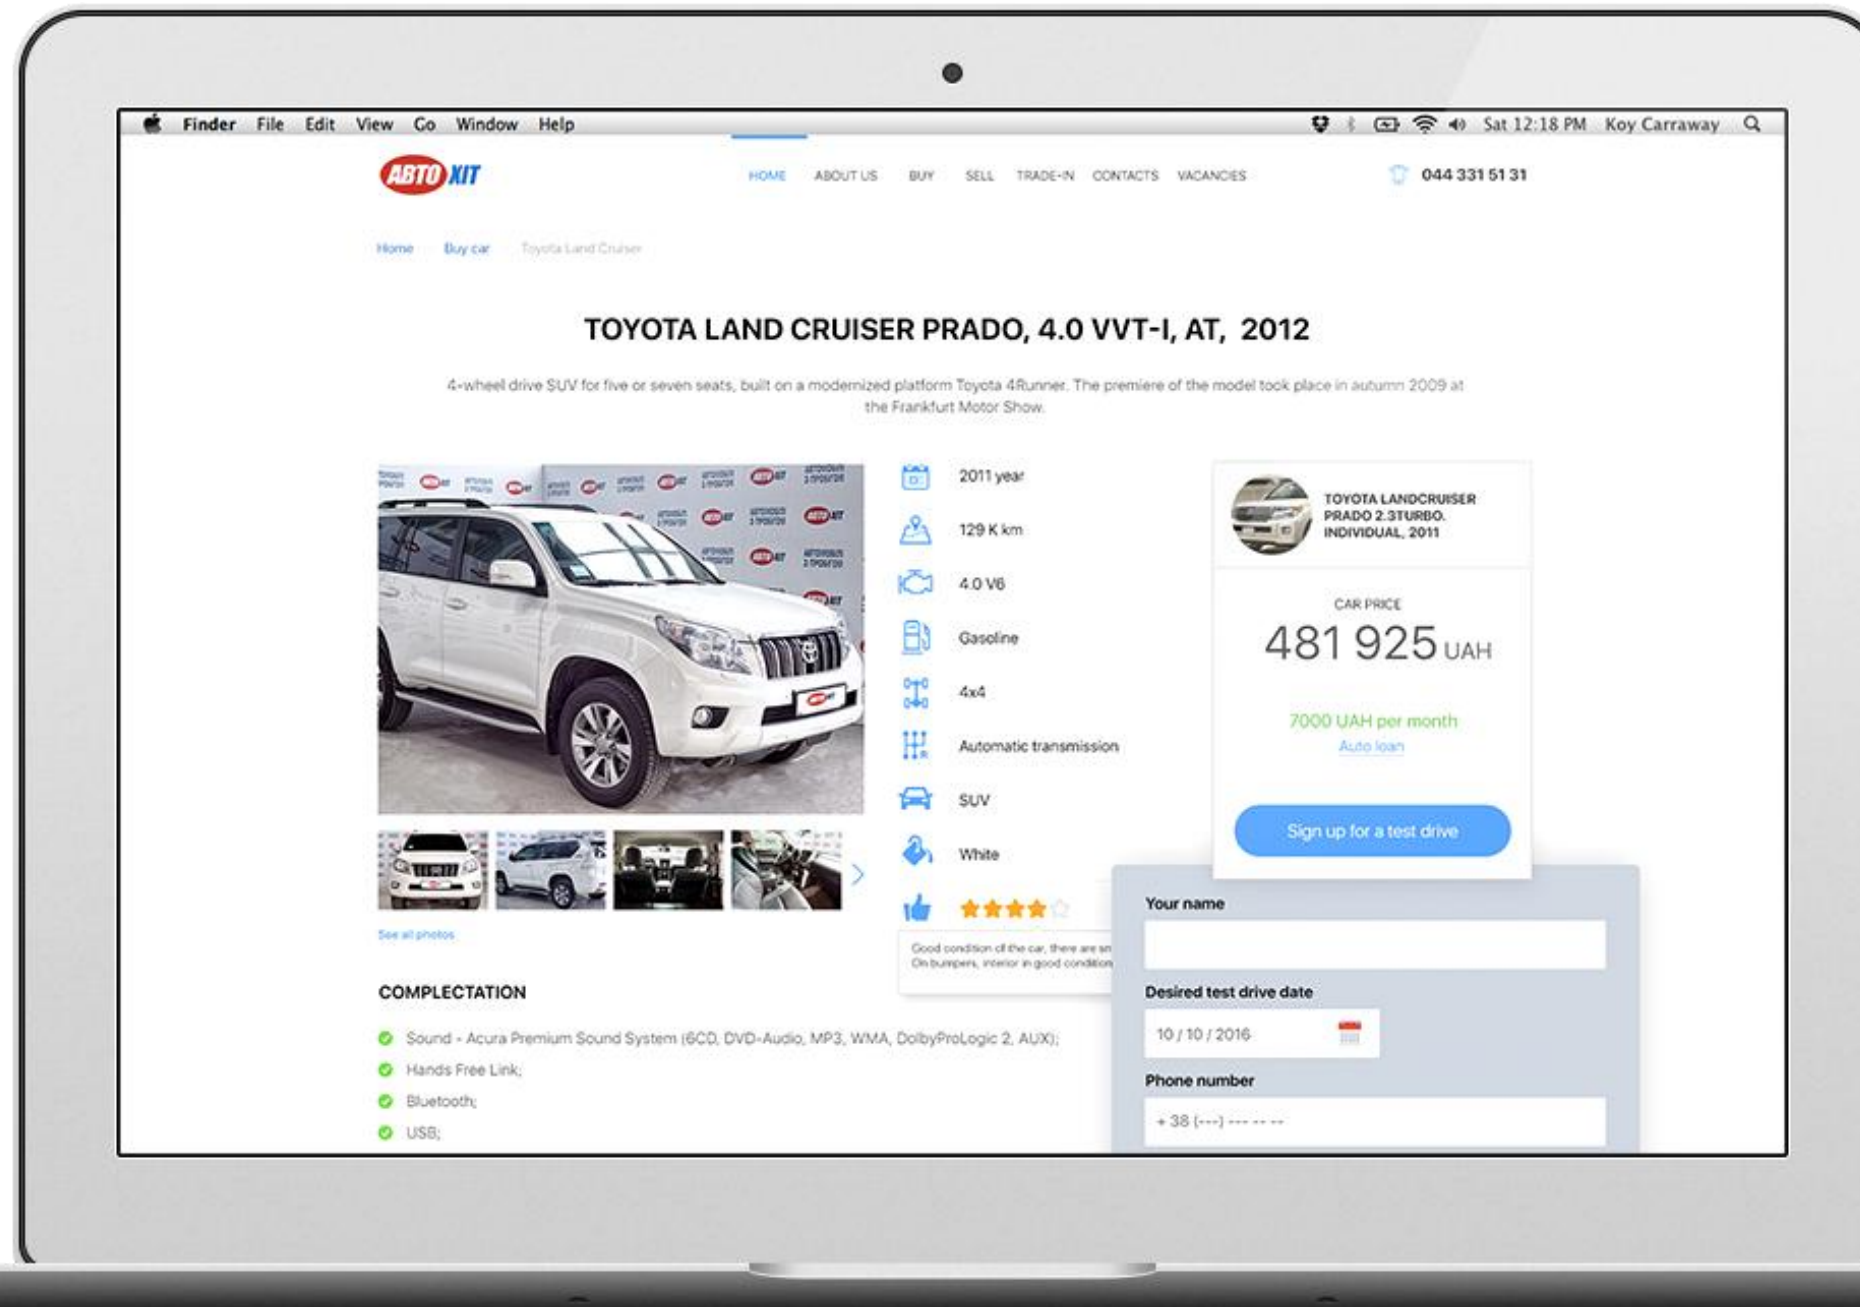 Finder File Edit View Go Window Help Sat 12:18 PM Koy Carraway
АВТО ХІТ
HOME ABOUT US BUY SELL TRADE-IN CONTACTS VACANCIES 044 331 51 31
Home Buy car Toyota Land Cruiser
TOYOTA LAND CRUISER PRADO, 4.0 VVT-I, AT, 2012
4-wheel drive SUV for five or seven seats, built on a modernized platform Toyota 4Runner. The premiere of the model took place in autumn 2009 at
the Frankfurt Motor Show.
2011 year
129 K km
4.0 V6
Gasoline
4x4
Automatic transmission
SUV
White
Good condition of the car, there are sm
On bumpers, interior in good condition
See all photos
TOYOTA LANDCRUISER
PRADO 2.3TURBO.
INDIVIDUAL, 2011
CAR PRICE
481 925 UAH
7000 UAH per month
Auto loan
Sign up for a test drive
Your name
Desired test drive date
10 / 10 / 2016
Phone number
+ 38 (---) --- -- --
COMPLECTATION
Sound - Acura Premium Sound System (6CD, DVD-Audio, MP3, WMA, DolbyProLogic 2, AUX);
Hands Free Link;
Bluetooth;
USB;